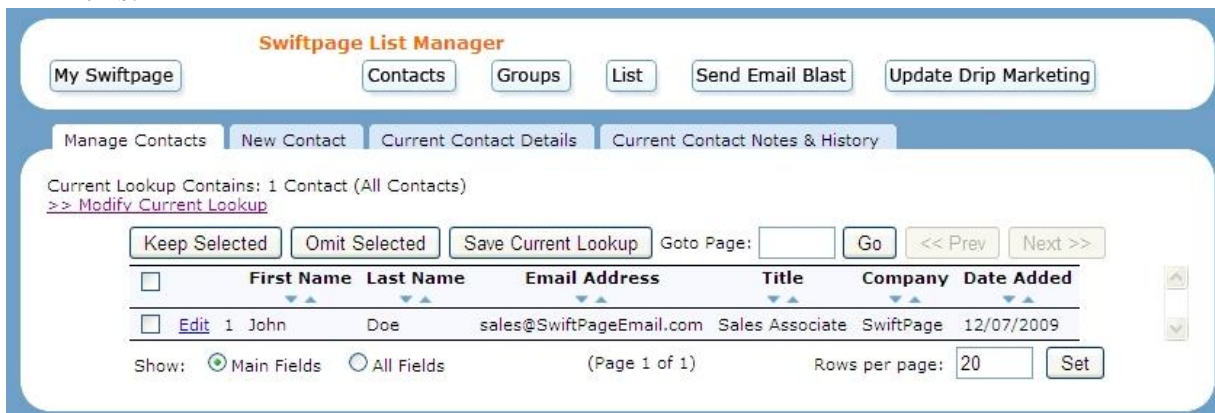 Swiftpage List Manager
My Swiftpage Contacts Groups List Send Email Blast Update Drip Marketing
Manage Contacts New Contact Current Contact Details Current Contact Notes & History
Current Lookup Contains: 1 Contact (All Contacts)
>> Modify Current Lookup
Keep Selected Omit Selected Save Current Lookup Goto Page: Go << Prev Next >>
First Name Last Name Email Address Title Company Date Added
Edit 1 John Doe sales@SwiftPageEmail.com Sales Associate SwiftPage 12/07/2009
Show: Main Fields All Fields (Page 1 of 1) Rows per page: 20 Set